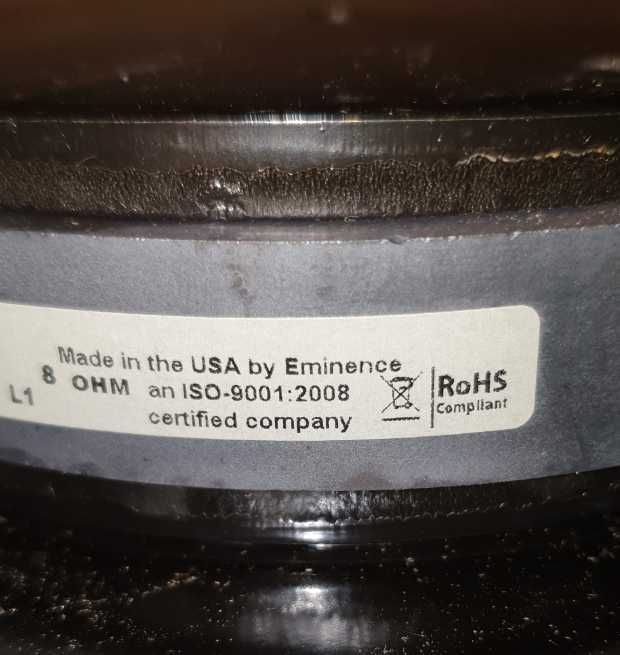 Made in the USA by Eminence
8 OHM an ISO-9001:2008
L1
certified company
RoHS
Compliant